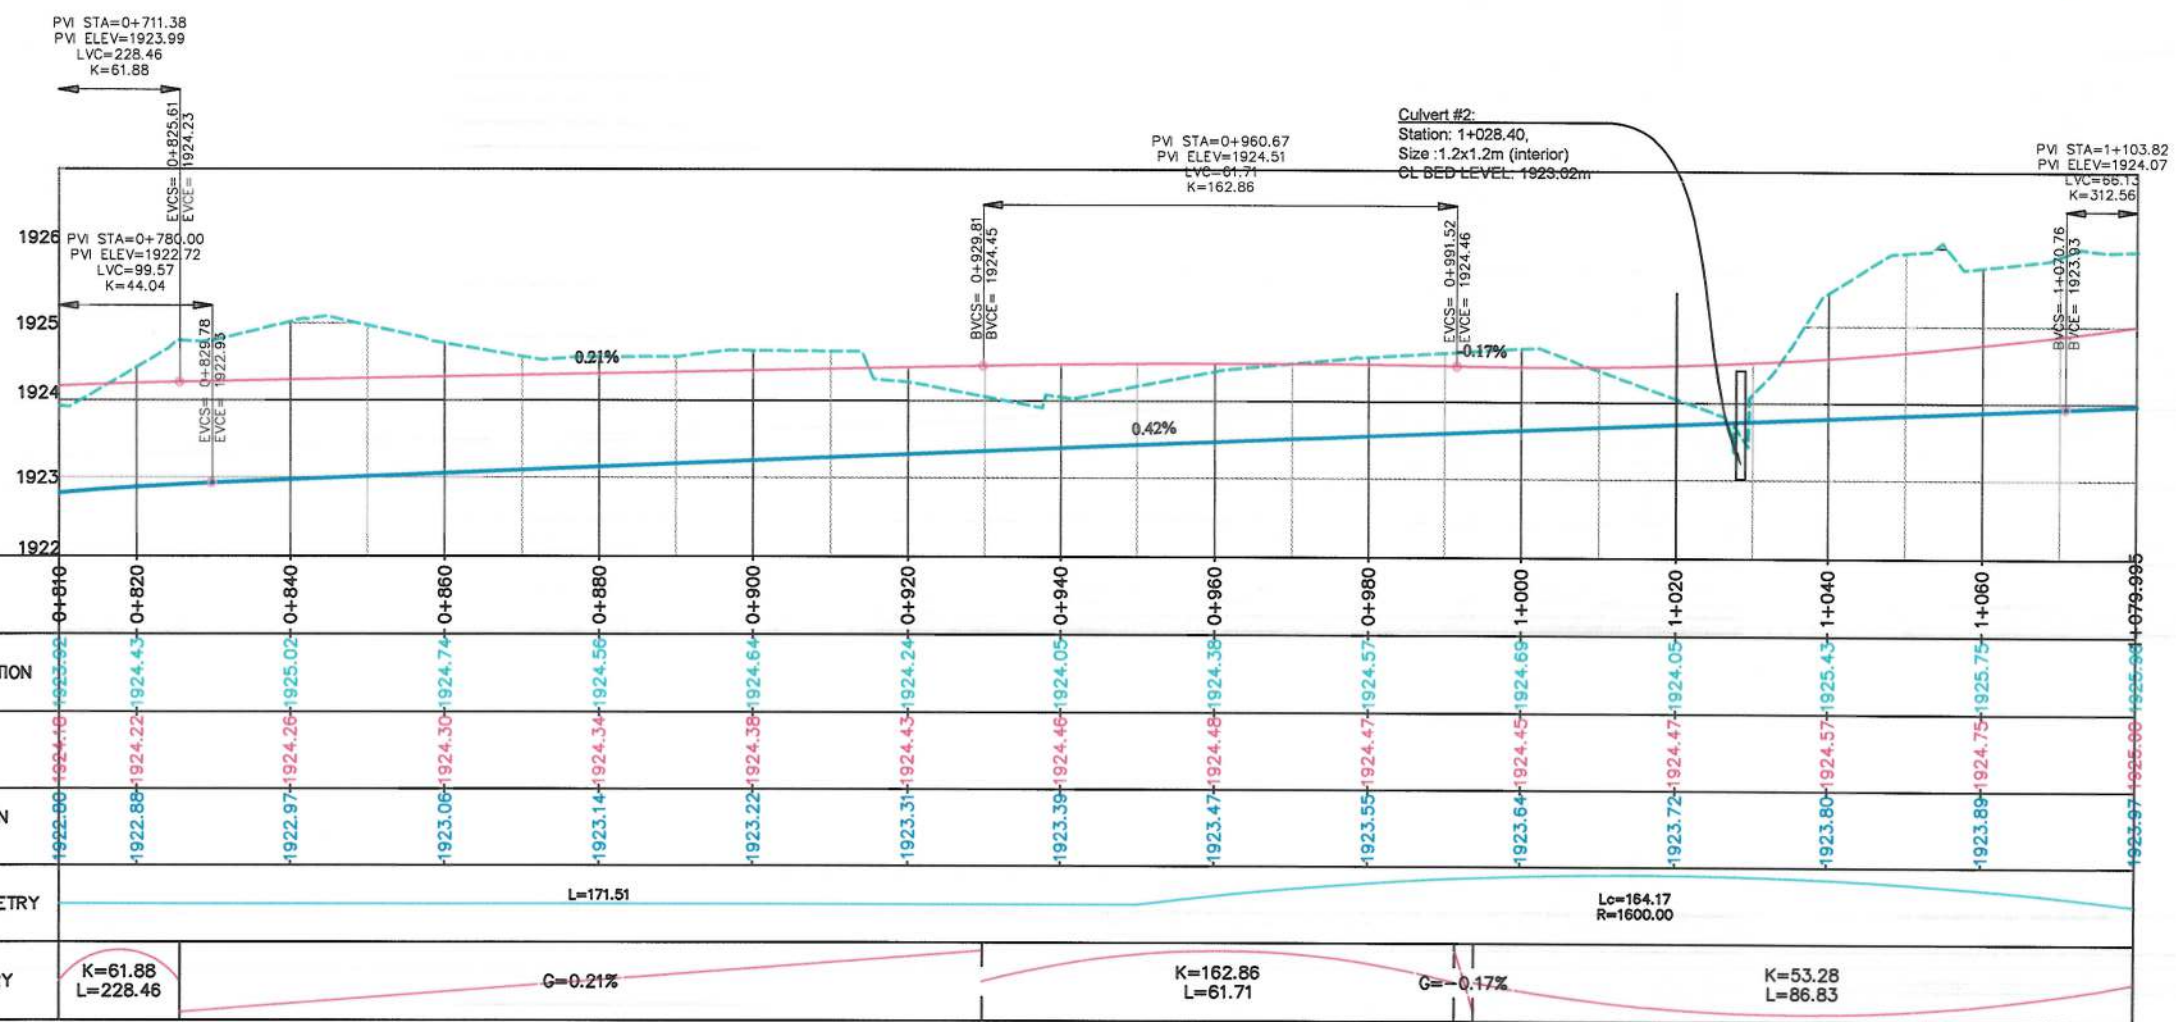 PVI STA=0+711.38
PVI ELEV=1923.99
LVC=228.46
K=61.88
EVCS= 0+825.61
EVCE= 1924.23
PVI STA=0+780.00
PVI ELEV=1922.72
LVC=99.57
K=44.04
EVCS= 0+829.78
EVCE= 1922.93
PVI STA=0+960.67
PVI ELEV=1924.51
LVC=61.71
K=162.86
BVCS= 0+929.81
BVCE= 1924.45
EVCS= 0+991.52
EVCE= 1924.46
Culvert #2:
Station: 1+028.40,
Size :1.2x1.2m (interior)
CL BED LEVEL: 1923.02m
PVI STA=1+103.82
PVI ELEV=1924.07
LVC=66.13
K=312.56
BVCS= 1+070.76
BVCE= 1923.93
1926
1925
1924
1923
1922
0.21%
-0.17%
0.42%
0+810
0+820
0+840
0+860
0+880
0+900
0+920
0+940
0+960
0+980
1+000
1+020
1+040
1+060
1+079.995
TION
1923.92
1924.43
1925.02
1924.74
1924.56
1924.64
1924.24
1924.05
1924.38
1924.57
1924.69
1924.05
1925.43
1925.75
1924.18
1924.22
1924.26
1924.30
1924.34
1924.38
1924.43
1924.46
1924.48
1924.47
1924.45
1924.47
1924.57
1924.75
1925.00
N
1922.80
1922.88
1922.97
1923.06
1923.14
1923.22
1923.31
1923.39
1923.47
1923.55
1923.64
1923.72
1923.80
1923.89
1923.97
ETRY
L=171.51
Lc=164.17
R=1600.00
RY
K=61.88
L=228.46
G=0.21%
K=162.86
L=61.71
G=-0.17%
K=53.28
L=86.83